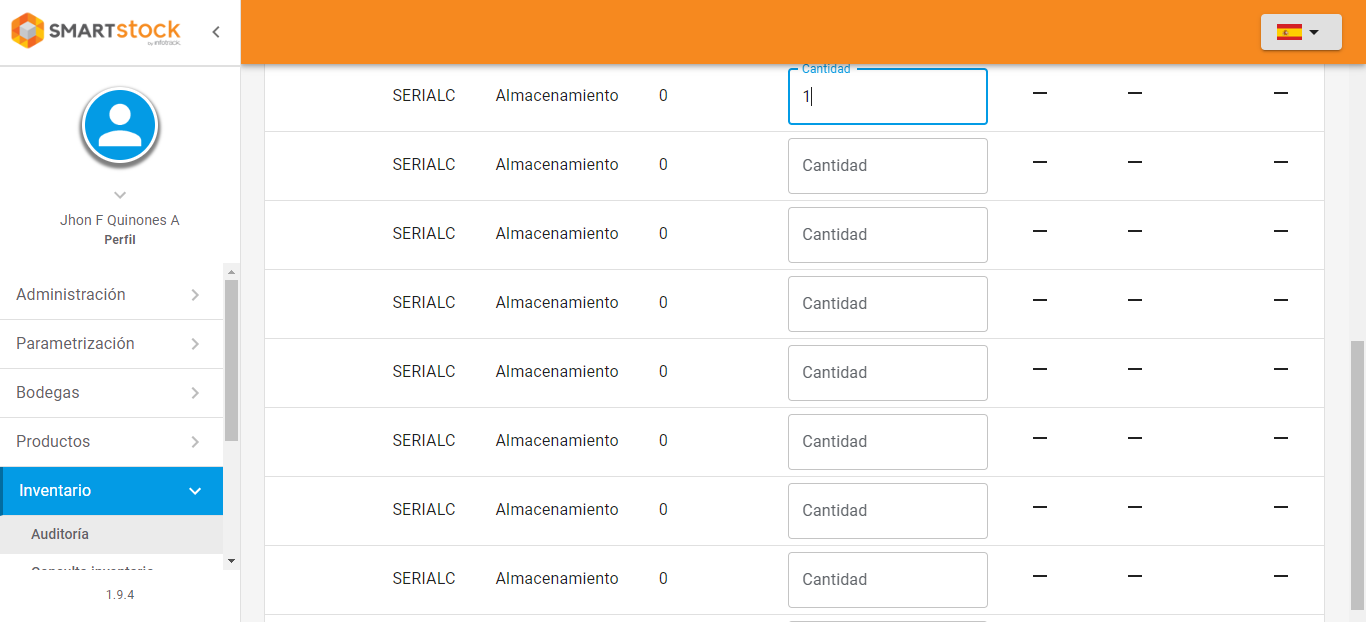 SMARTstock
by infotrack.
Jhon F Quinones A
Perfil
Administración
Parametrización
Bodegas
Productos
Inventario
Auditoría
Consulta inventario
1.9.4
Cantidad
SERIALC Almacenamiento 0 1
SERIALC Almacenamiento 0 Cantidad
SERIALC Almacenamiento 0 Cantidad
SERIALC Almacenamiento 0 Cantidad
SERIALC Almacenamiento 0 Cantidad
SERIALC Almacenamiento 0 Cantidad
SERIALC Almacenamiento 0 Cantidad
SERIALC Almacenamiento 0 Cantidad